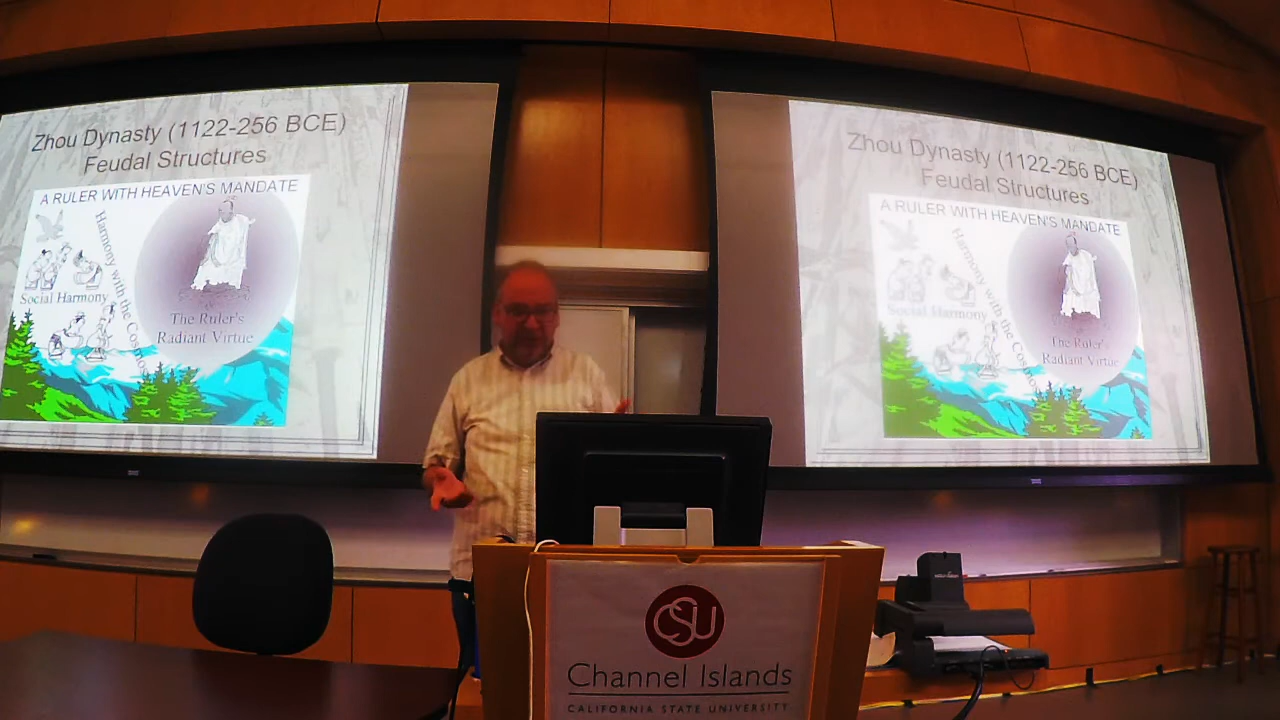 Zhou Dynasty (1122-256 BCE)
Feudal Structures
A RULER WITH HEAVEN'S MANDATE
Harmony with the Cosmos
Social Harmony
The Ruler's
Radiant Virtue
Zhou Dynasty (1122-256 BCE)
Feudal Structures
A RULER WITH HEAVEN'S MANDATE
Harmony with the Cosmos
Social Harmony
The Ruler's
Radiant Virtue
CSU
Channel Islands
CALIFORNIA STATE UNIVERSITY